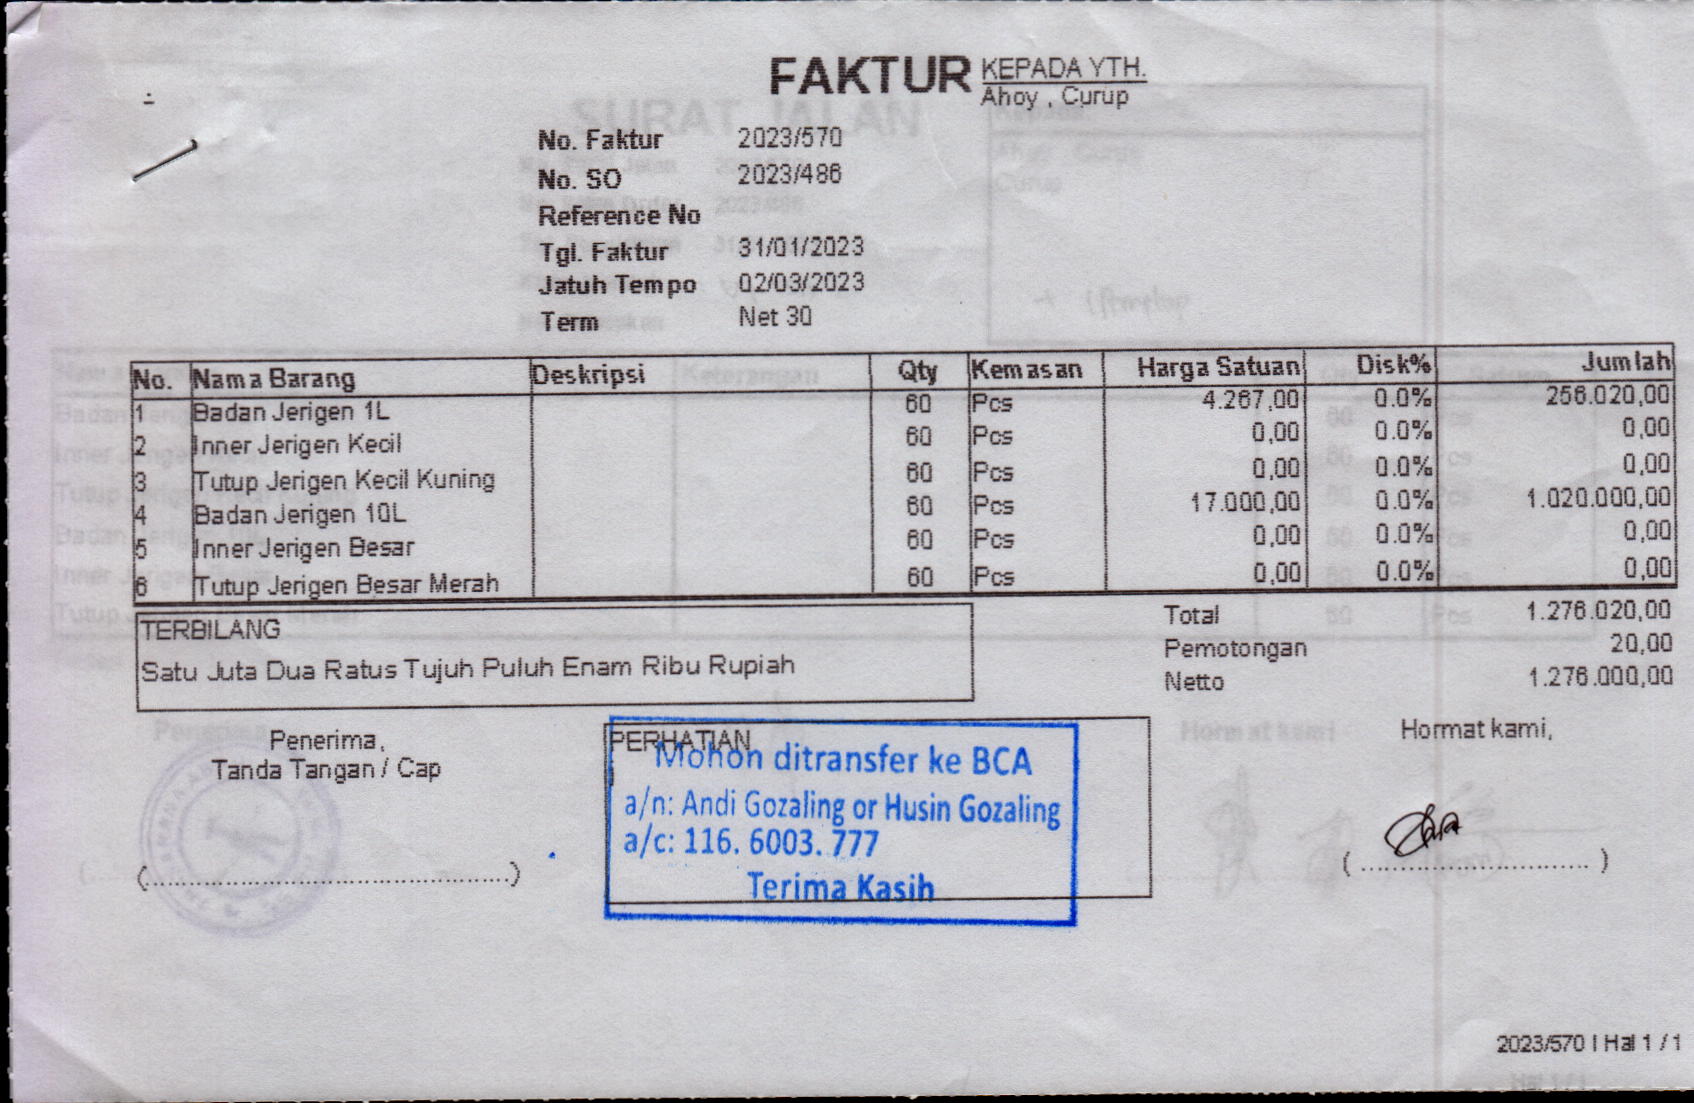 FAKTUR
KEPADA YTH.
Ahoy , Curup
No. Faktur 2023/570
No. SO 2023/486
Reference No
Tgl. Faktur 31/01/2023
Jatuh Tempo 02/03/2023
Term Net 30
No. Nama Barang Deskripsi Qty Kemasan Harga Satuan Disk% Jumlah
1 Badan Jerigen 1L 60 Pcs 4.267,00 0.0% 256.020,00
2 Inner Jerigen Kecil 60 Pcs 0,00 0.0% 0,00
3 Tutup Jerigen Kecil Kuning 60 Pcs 0,00 0.0% 0,00
4 Badan Jerigen 10L 60 Pcs 17.000,00 0.0% 1.020.000,00
5 Inner Jerigen Besar 60 Pcs 0,00 0.0% 0,00
6 Tutup Jerigen Besar Merah 60 Pcs 0,00 0.0% 0,00
TERBILANG
Satu Juta Dua Ratus Tujuh Puluh Enam Ribu Rupiah
Total 1.276.020,00
Pemotongan 20,00
Netto 1.276.000,00
Penerima,
Tanda Tangan / Cap
(....................................................)
PERHATIAN
Mohon ditransfer ke BCA
a/n: Andi Gozaling or Husin Gozaling
a/c: 116. 6003. 777
Terima Kasih
Hormat kami,
(................................)
2023/570 | Hal 1 / 1